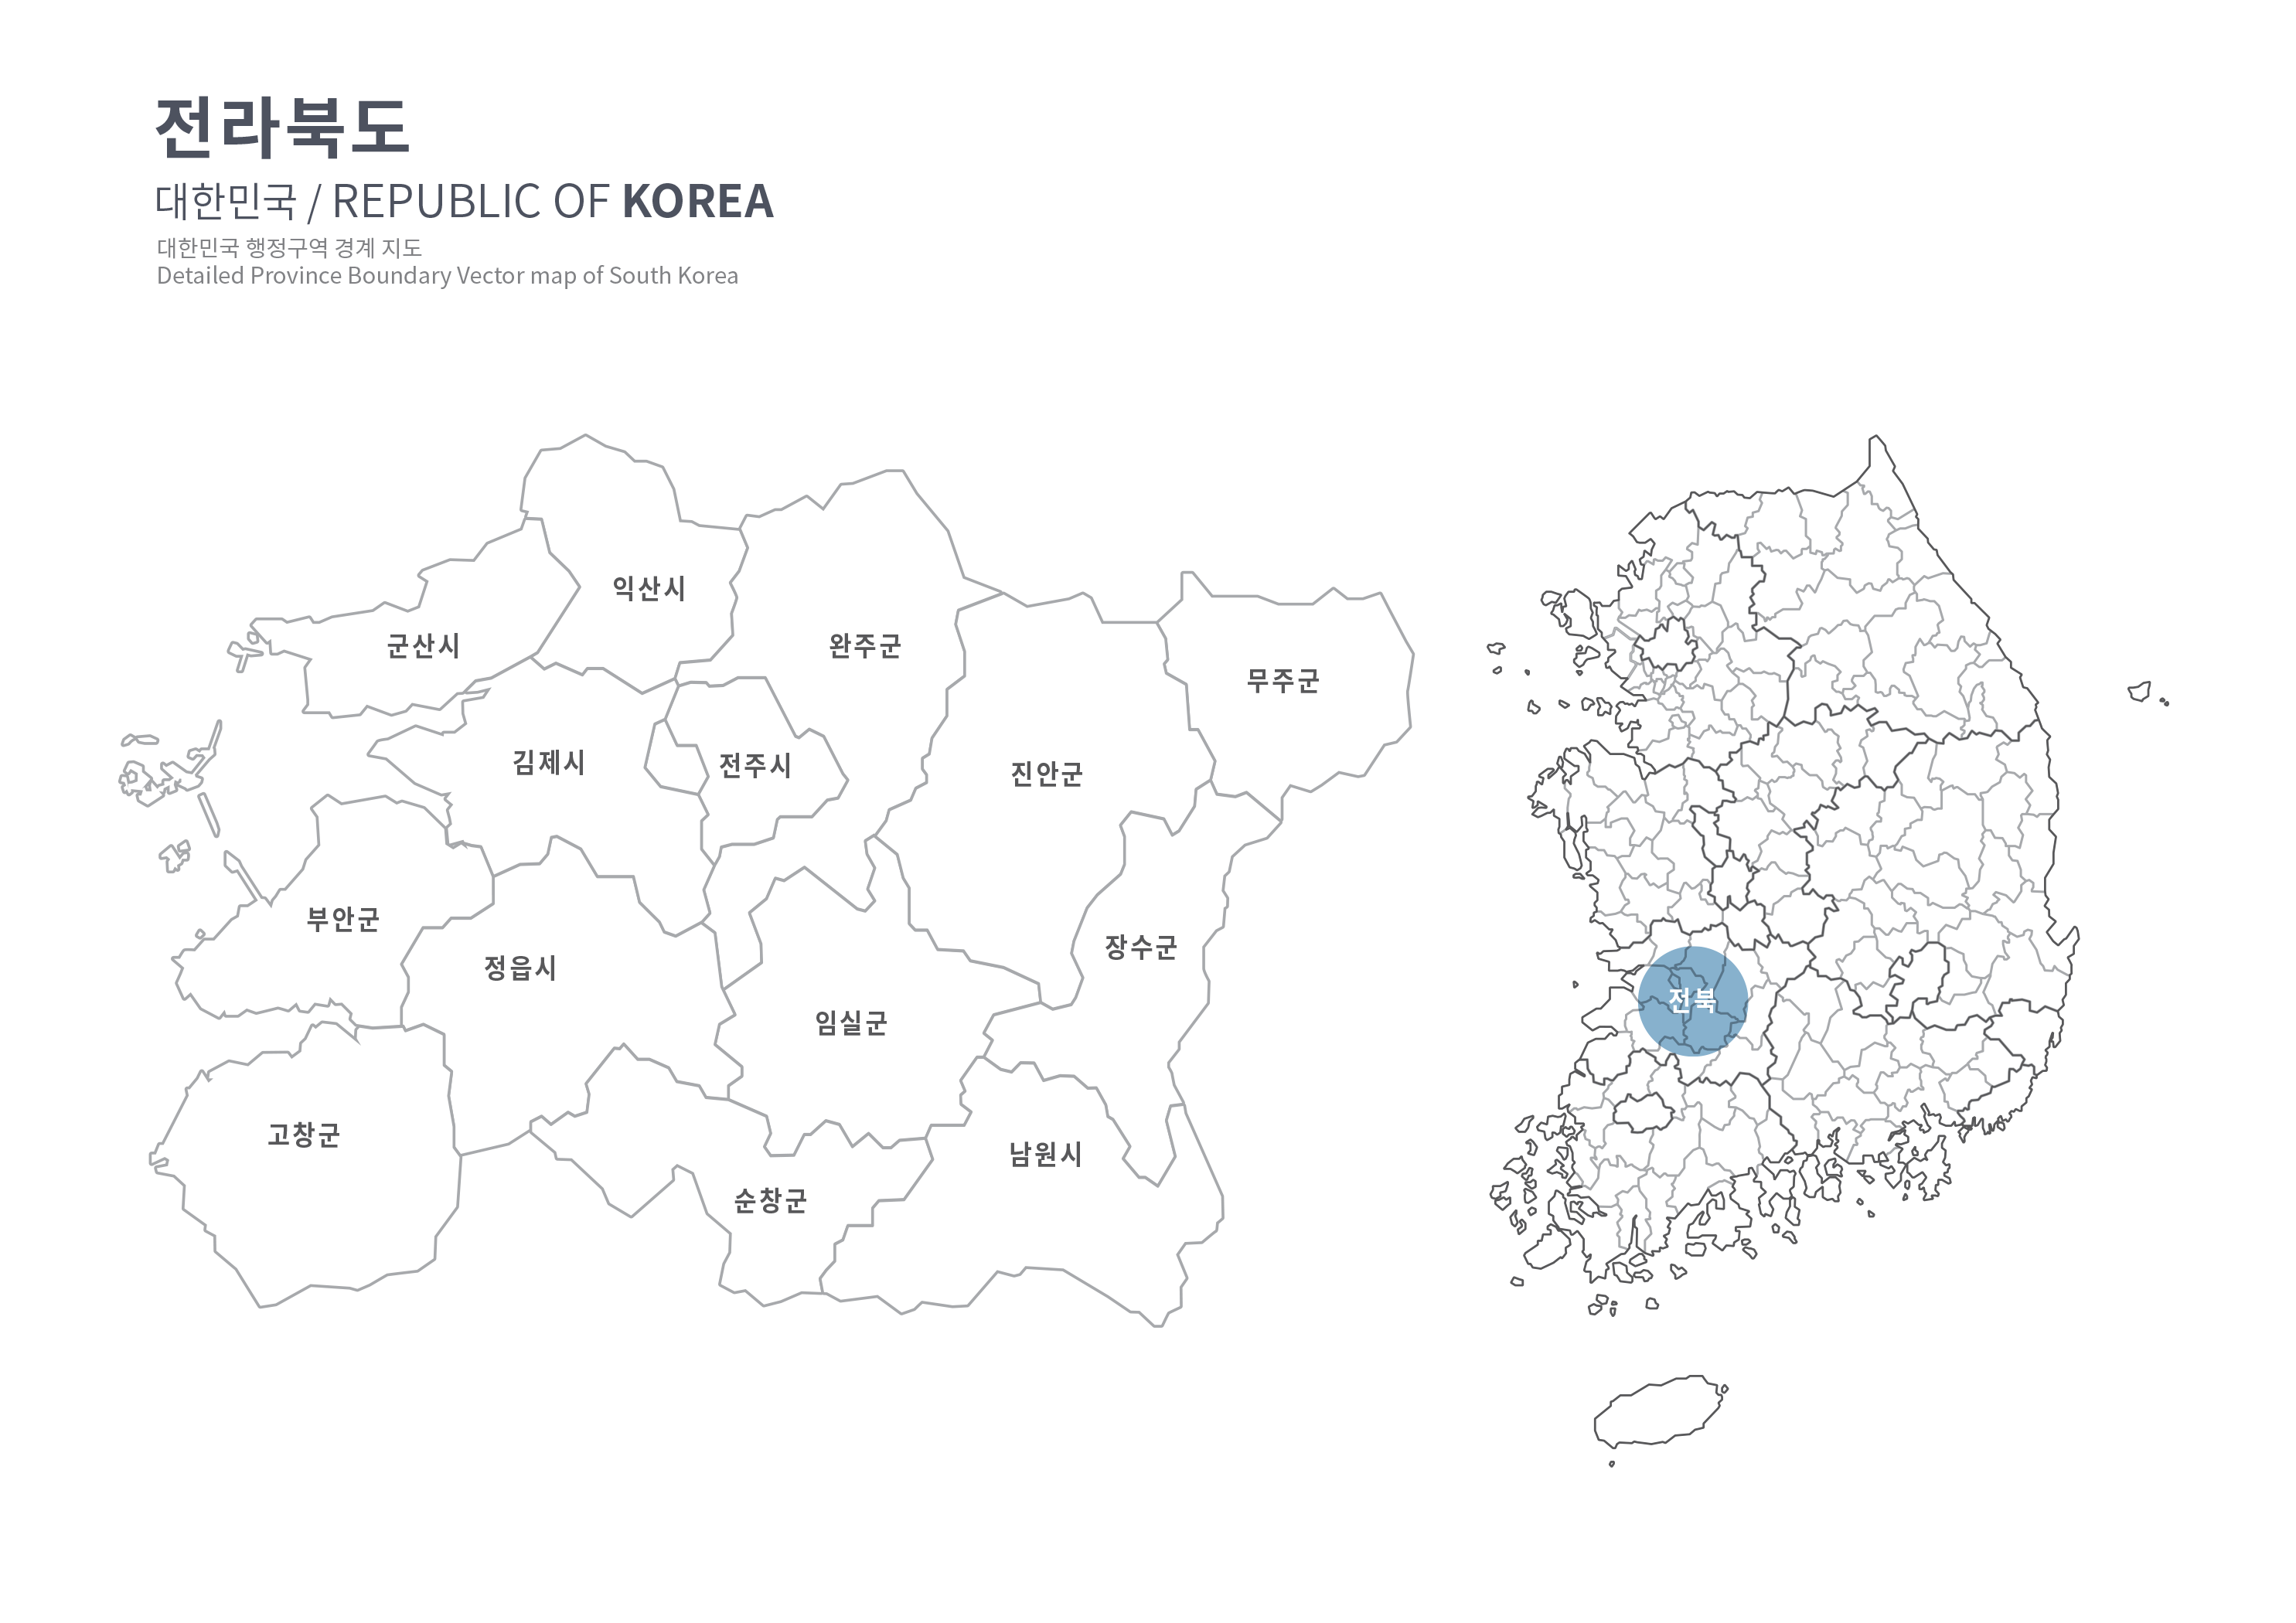 전라북도
대한민국 / REPUBLIC OF KOREA
대한민국 행정구역 경계 지도
Detailed Province Boundary Vector map of South Korea
익산시
군산시
완주군
무주군
김제시
전주시
진안군
부안군
정읍시
장수군
임실군
고창군
남원시
순창군
전북